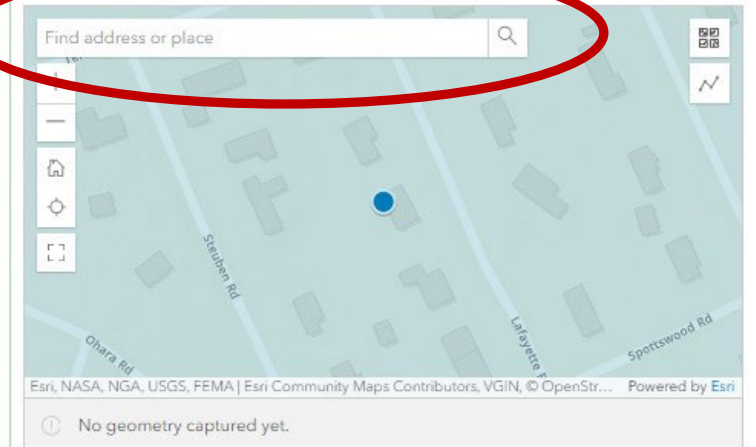 Find address or place
Steuben Rd
Ohara Rd
Lafayette
Spottswood Rd
Esri, NASA, NGA, USGS, FEMA | Esri Community Maps Contributors, VGIN, © OpenStr... Powered by Esri
No geometry captured yet.